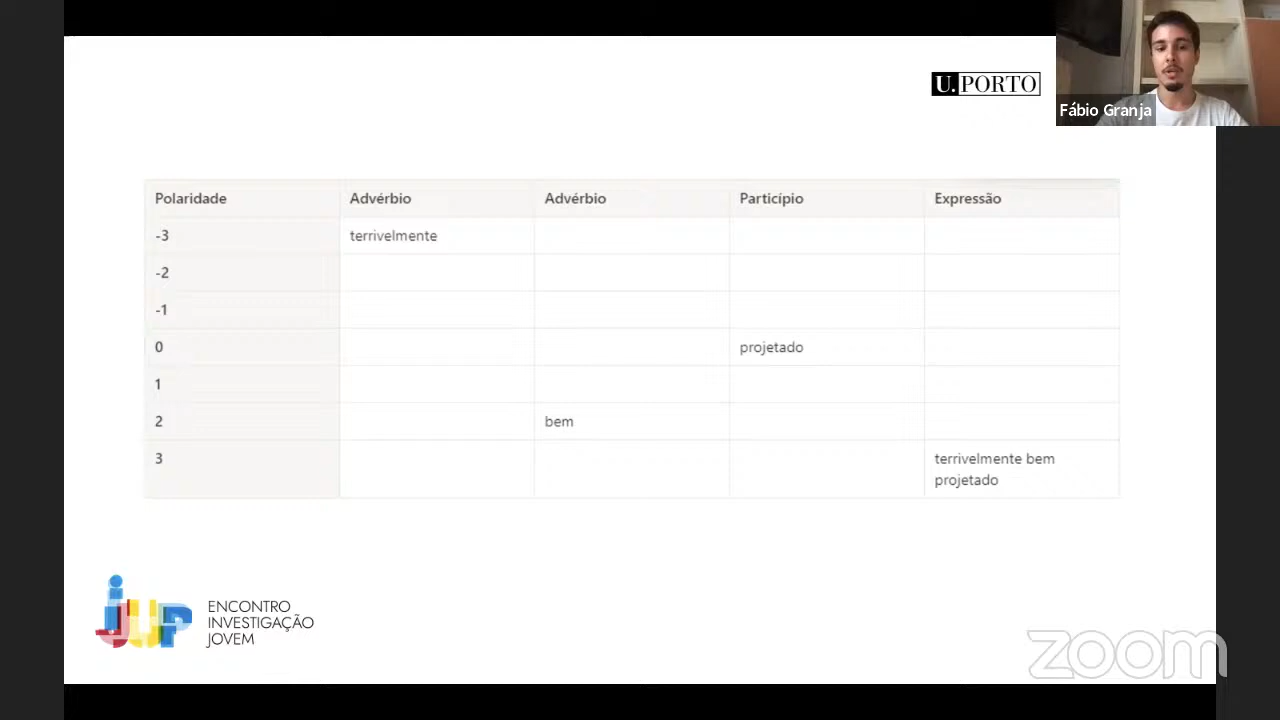 U.PORTO
Fábio Granja
Polaridade Advérbio Advérbio Particípio Expressão
-3 terrivelmente
-2
-1
0 projetado
1
2 bem
3 terrivelmente bem
projetado
ijup
ENCONTRO
INVESTIGAÇÃO
JOVEM
zoom